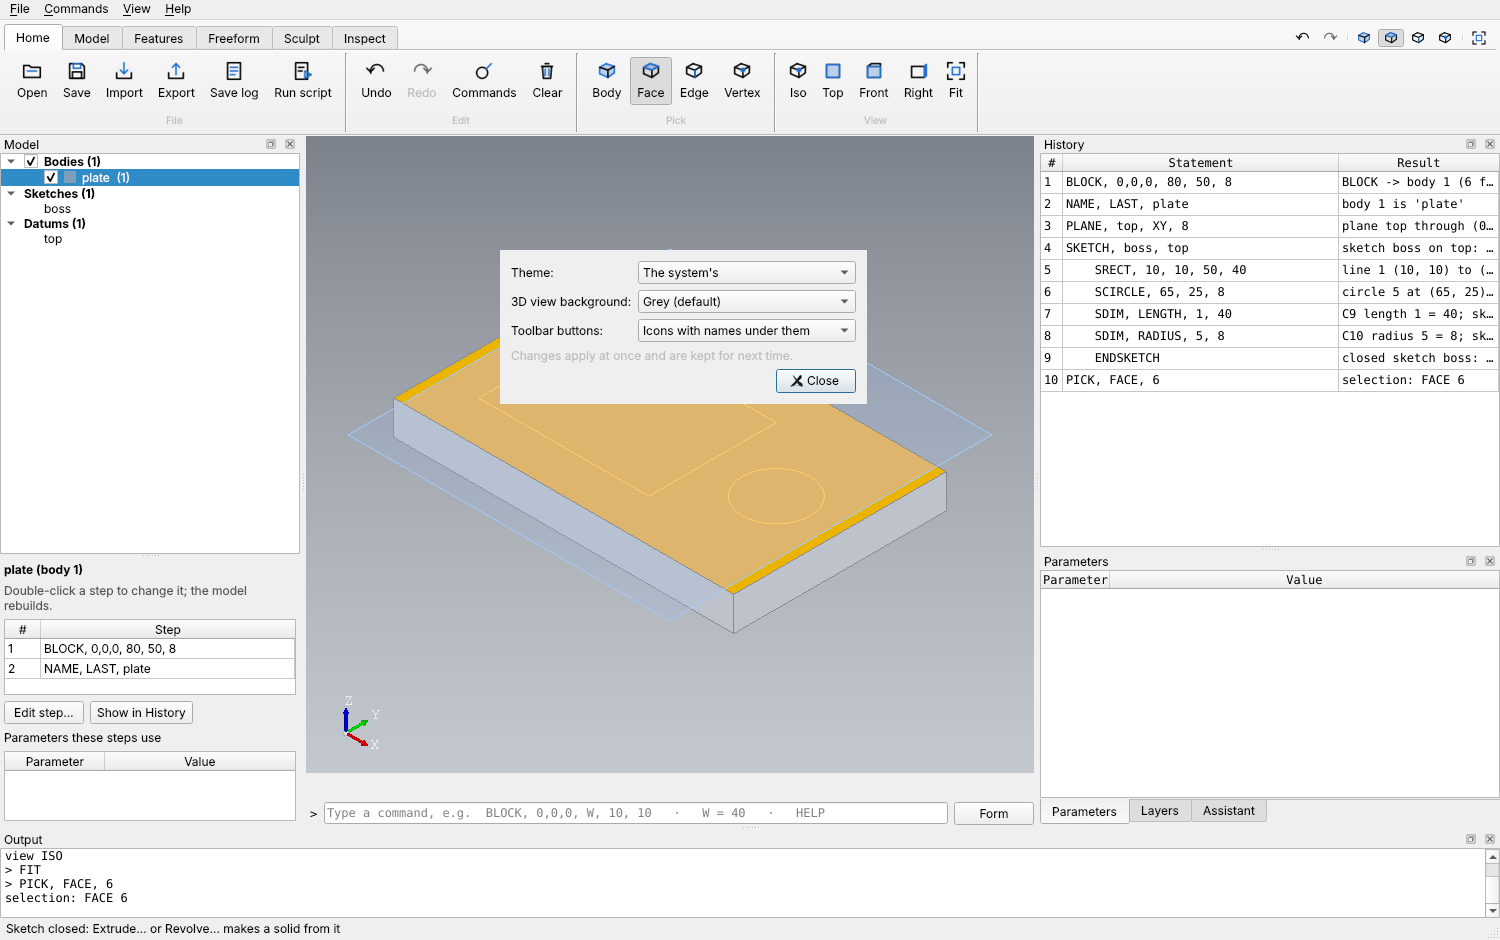 File Commands View Help
Home Model Features Freeform Sculpt Inspect
Open Save Import Export Save log Run script Undo Redo Commands Clear Body Face Edge Vertex Iso Top Front Right Fit
File Edit Pick View
Model
Bodies (1)
plate (1)
Sketches (1)
boss
Datums (1)
top
plate (body 1)
Double-click a step to change it; the model
rebuilds.
# Step
1 BLOCK, 0,0,0, 80, 50, 8
2 NAME, LAST, plate
Edit step... Show in History
Parameters these steps use
Parameter Value
Theme: The system's
3D view background: Grey (default)
Toolbar buttons: Icons with names under them
Changes apply at once and are kept for next time.
Close
Z
Y
X
> Type a command, e.g. BLOCK, 0,0,0, W, 10, 10 · W = 40 · HELP Form
History
# Statement Result
1 BLOCK, 0,0,0, 80, 50, 8 BLOCK -> body 1 (6 f…
2 NAME, LAST, plate body 1 is 'plate'
3 PLANE, top, XY, 8 plane top through (0…
4 SKETCH, boss, top sketch boss on top: …
5 SRECT, 10, 10, 50, 40 line 1 (10, 10) to (…
6 SCIRCLE, 65, 25, 8 circle 5 at (65, 25)…
7 SDIM, LENGTH, 1, 40 C9 length 1 = 40; sk…
8 SDIM, RADIUS, 5, 8 C10 radius 5 = 8; sk…
9 ENDSKETCH closed sketch boss: …
10 PICK, FACE, 6 selection: FACE 6
Parameters
Parameter Value
Parameters Layers Assistant
Output
view ISO
> FIT
> PICK, FACE, 6
selection: FACE 6
Sketch closed: Extrude... or Revolve... makes a solid from it